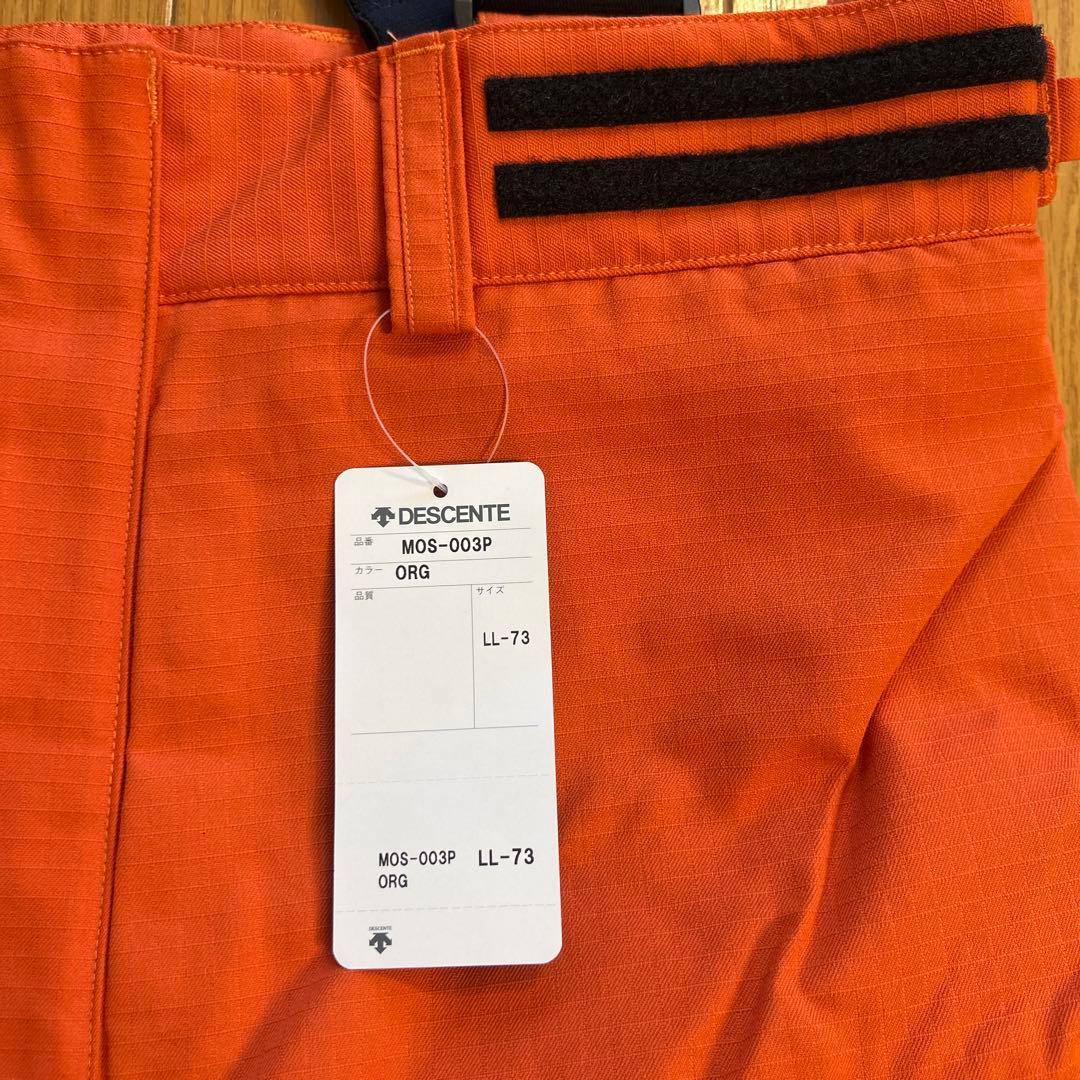 DESCENTE
品番 MOS-003P
カラー ORG
品質 サイズ
LL-73
MOS-003P LL-73
ORG
DESCENTE